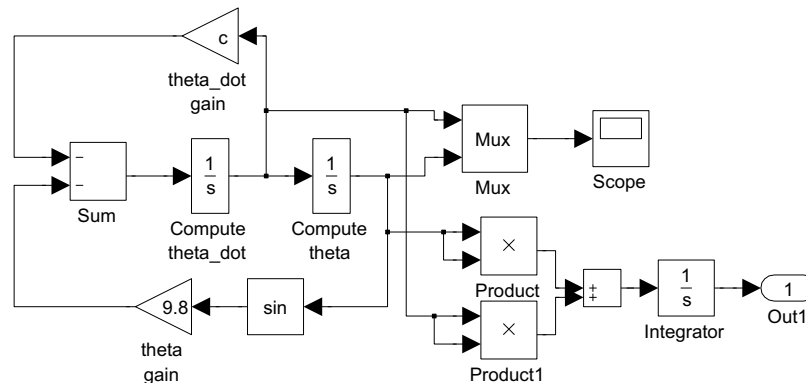 c
theta_dot
gain
−
−
Sum
1
s
Compute
theta_dot
1
s
Compute
theta
Mux
Mux
Scope
×
Product
9.8
theta
gain
sin
×
Product1
+
+
1
s
Integrator
1
Out1